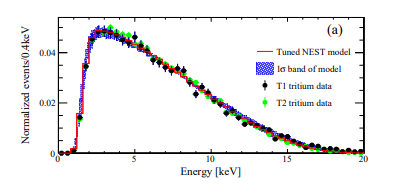 (a)
Tuned NEST model
1σ band of model
T1 tritium data
T2 tritium data
Normalized events/0.4keV
0.04
0.02
0
0
5
10
15
20
Energy [keV]